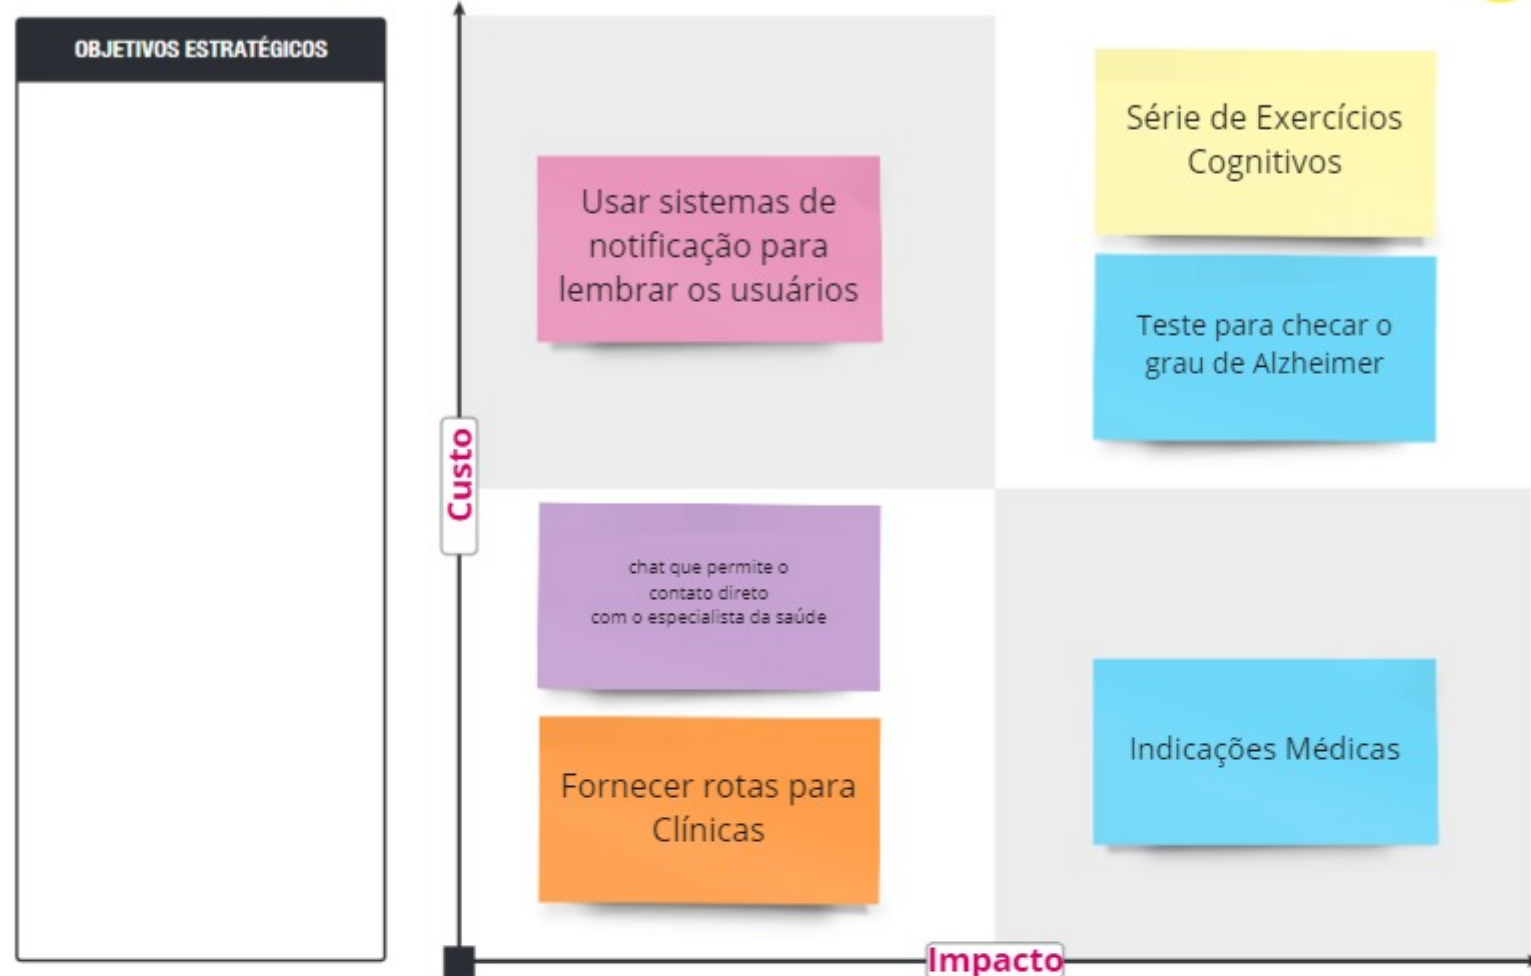 OBJETIVOS ESTRATÉGICOS
Usar sistemas de
notificação para
lembrar os usuários
Série de Exercícios
Cognitivos
Teste para checar o
grau de Alzheimer
Custo
chat que permite o
contato direto
com o especialista da saúde
Fornecer rotas para
Clínicas
Indicações Médicas
Impacto